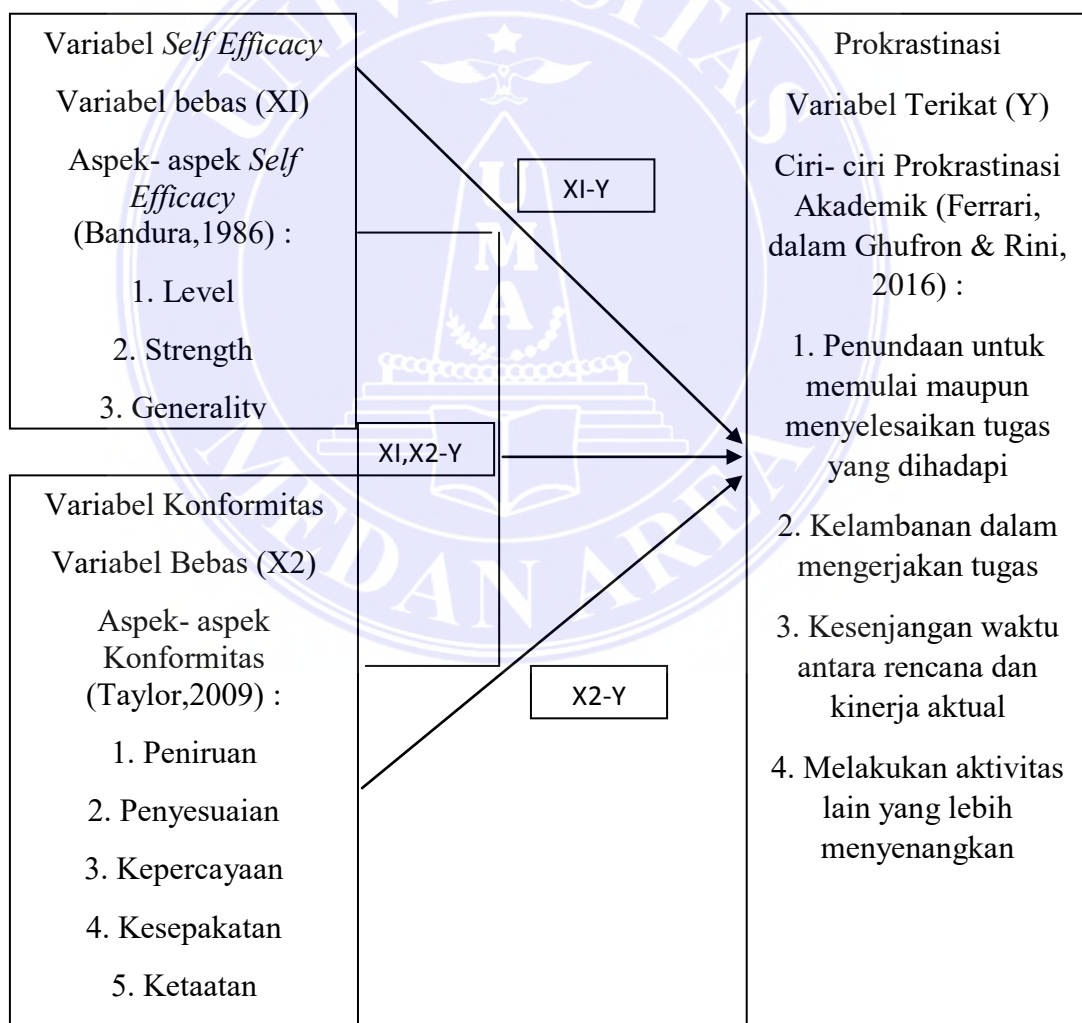 Variabel Self Efficacy
Variabel bebas (XI)
Aspek- aspek Self
Efficacy
(Bandura,1986) :
1. Level
2. Strength
3. Generality
Variabel Konformitas
Variabel Bebas (X2)
Aspek- aspek
Konformitas
(Taylor,2009) :
1. Peniruan
2. Penyesuaian
3. Kepercayaan
4. Kesepakatan
5. Ketaatan
XI-Y
XI,X2-Y
X2-Y
Prokrastinasi
Variabel Terikat (Y)
Ciri- ciri Prokrastinasi
Akademik (Ferrari,
dalam Ghufron & Rini,
2016) :
1. Penundaan untuk
memulai maupun
menyelesaikan tugas
yang dihadapi
2. Kelambanan dalam
mengerjakan tugas
3. Kesenjangan waktu
antara rencana dan
kinerja aktual
4. Melakukan aktivitas
lain yang lebih
menyenangkan
UNIVERSITAS
MEDAN AREA
UMA